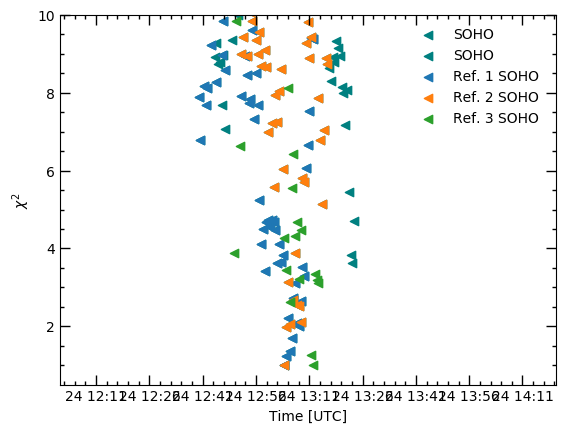 10
SOHO
SOHO
Ref. 1 SOHO
8
Ref. 2 SOHO
Ref. 3 SOHO
6
χ²
4
2
24 12:11 24 12:26 24 12:41 24 12:56 24 13:11 24 13:26 24 13:41 24 13:56 24 14:11
Time [UTC]